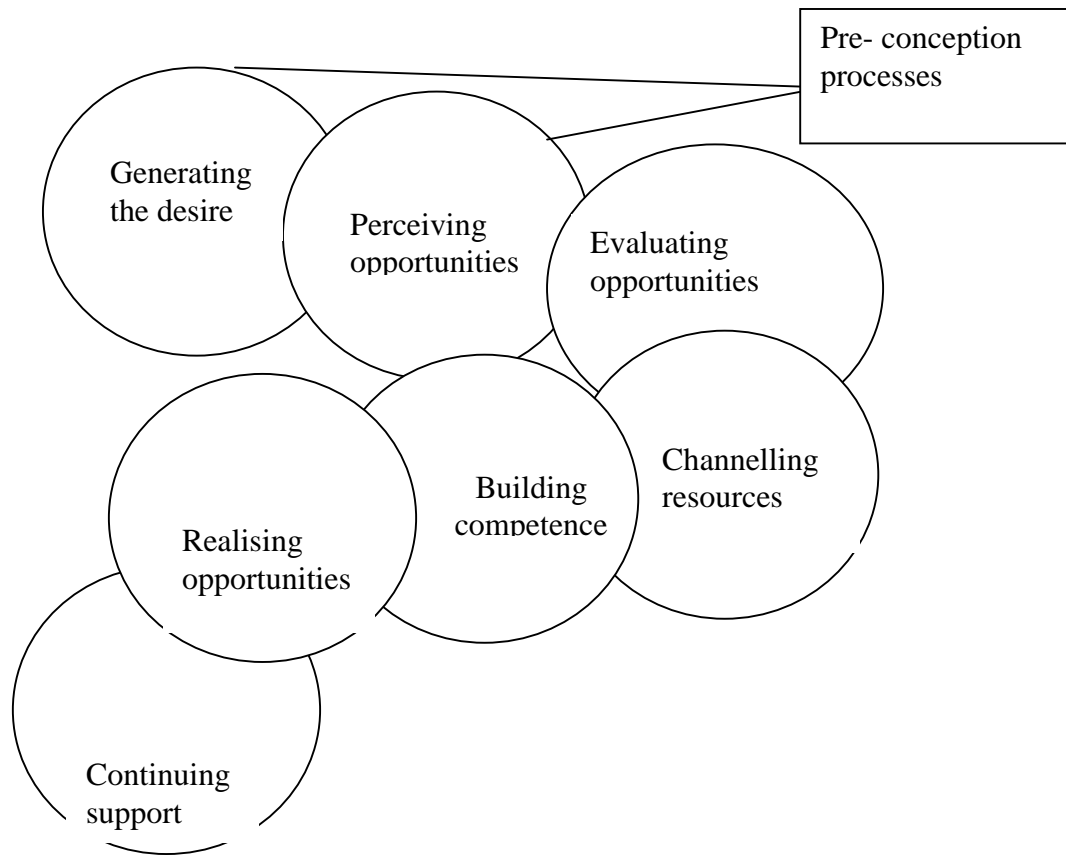 Pre- conception
processes
Generating
the desire
Perceiving
opportunities
Evaluating
opportunities
Channelling
resources
Building
competence
Realising
opportunities
Continuing
support